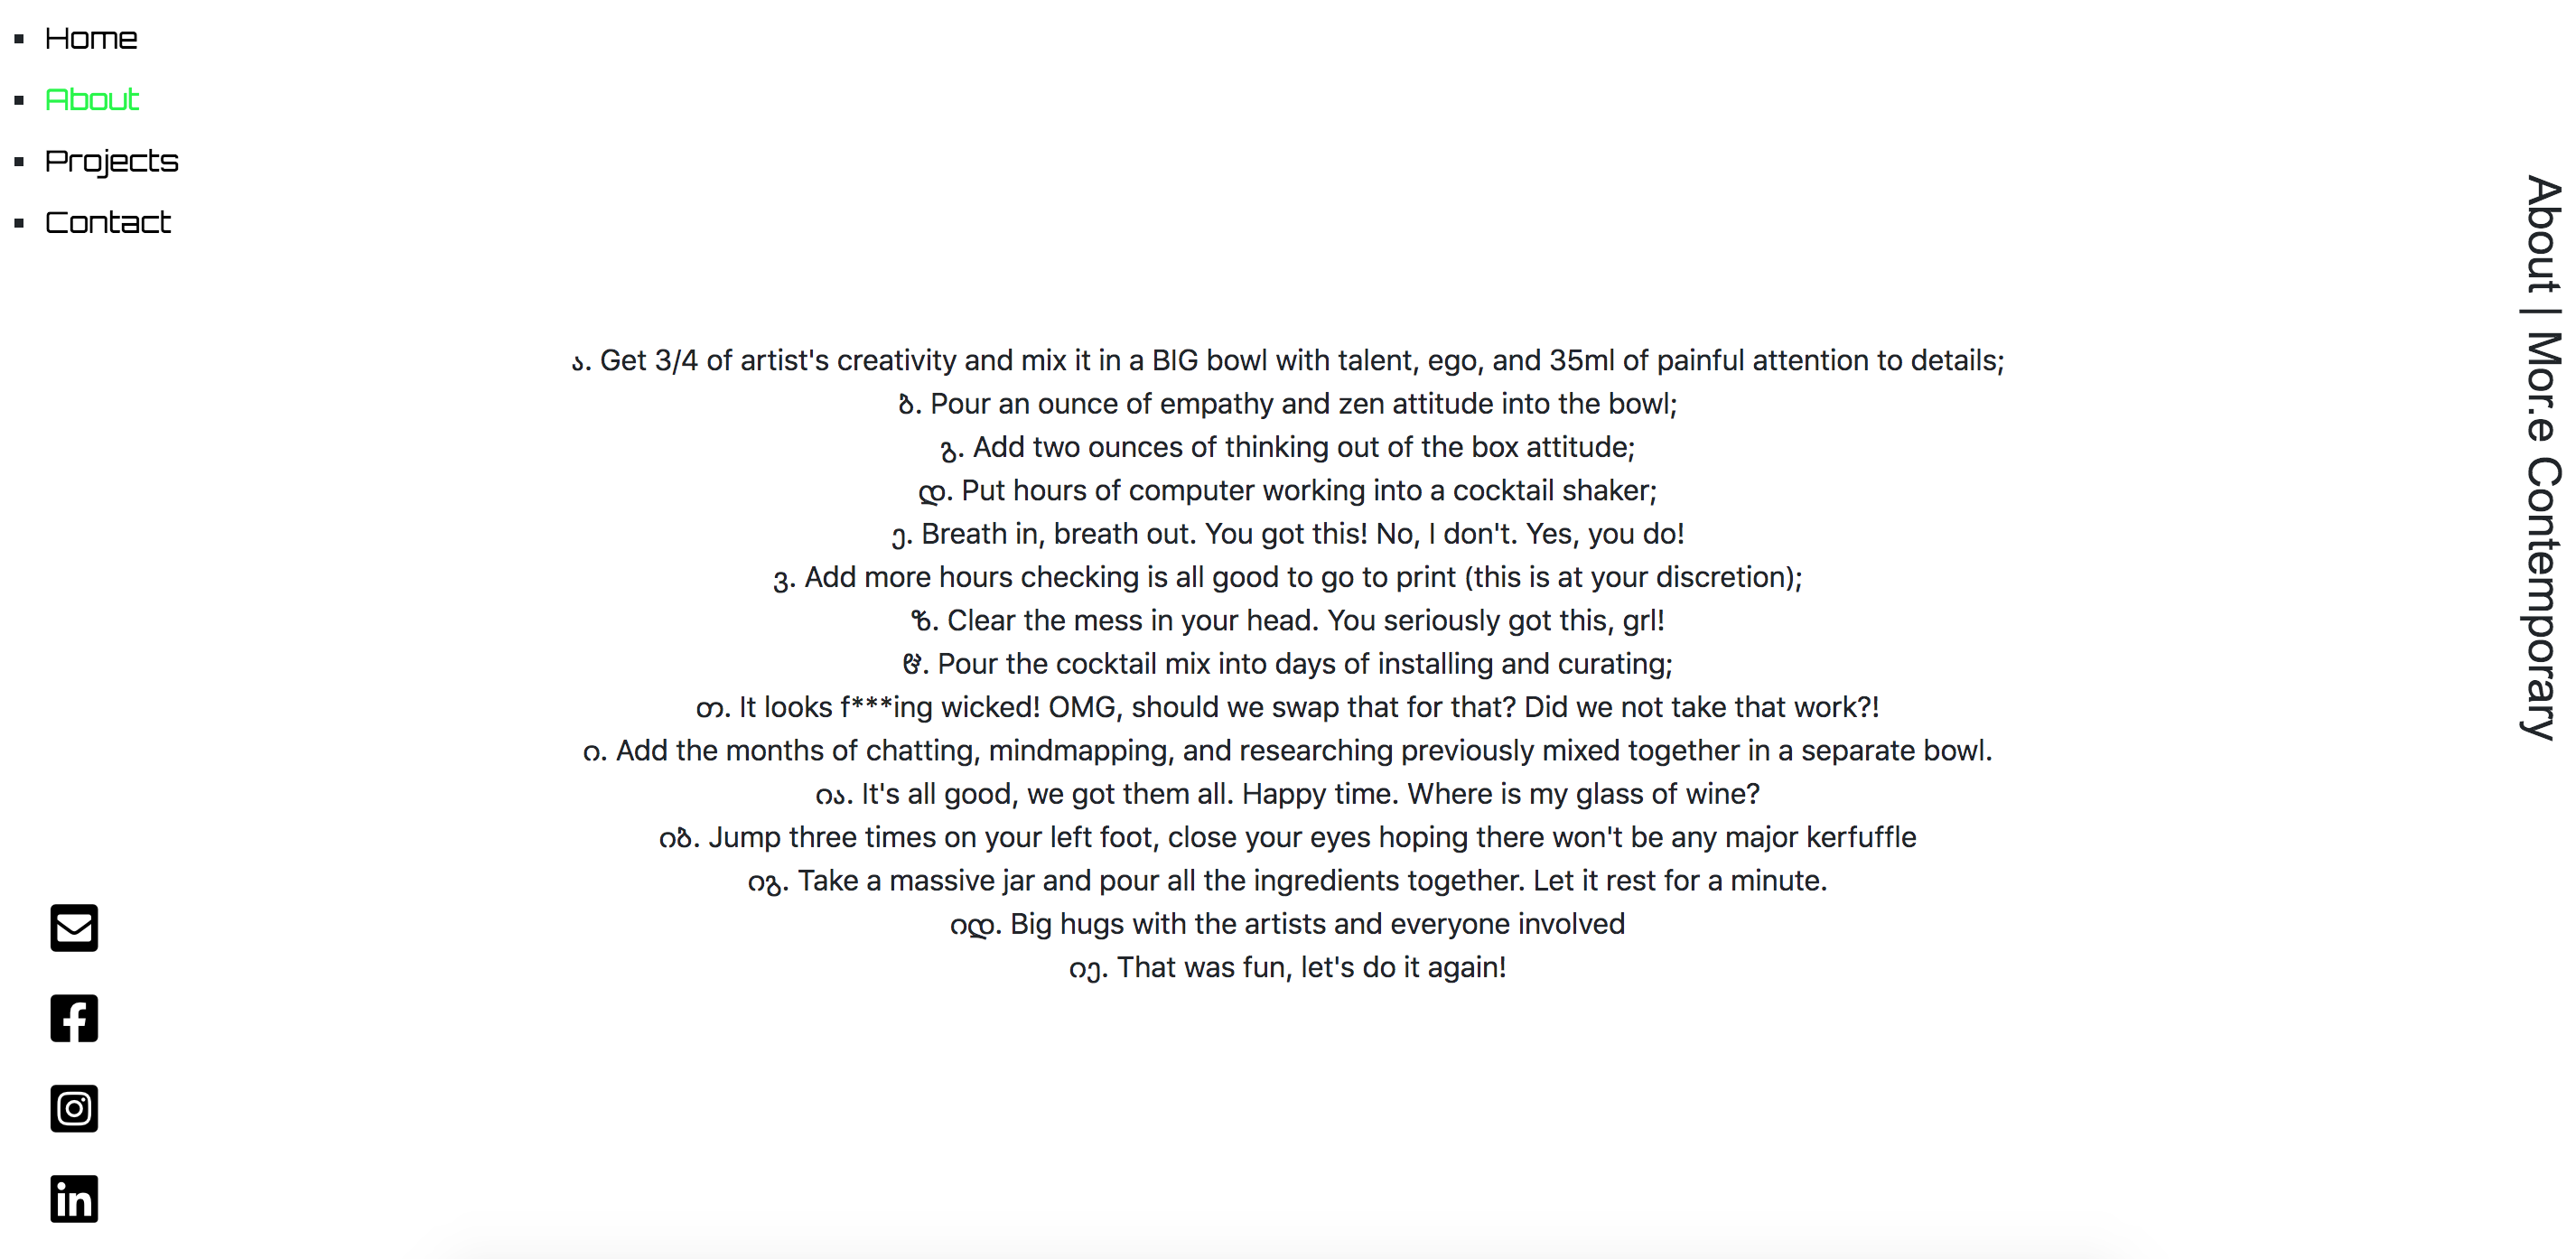 Home
About
Projects
Contact
ა. Get 3/4 of artist's creativity and mix it in a BIG bowl with talent, ego, and 35ml of painful attention to details;
ბ. Pour an ounce of empathy and zen attitude into the bowl;
გ. Add two ounces of thinking out of the box attitude;
დ. Put hours of computer working into a cocktail shaker;
ე. Breath in, breath out. You got this! No, I don't. Yes, you do!
ვ. Add more hours checking is all good to go to print (this is at your discretion);
ზ. Clear the mess in your head. You seriously got this, grl!
ჱ. Pour the cocktail mix into days of installing and curating;
თ. It looks f***ing wicked! OMG, should we swap that for that? Did we not take that work?!
ი. Add the months of chatting, mindmapping, and researching previously mixed together in a separate bowl.
ია. It's all good, we got them all. Happy time. Where is my glass of wine?
იბ. Jump three times on your left foot, close your eyes hoping there won't be any major kerfuffle
იგ. Take a massive jar and pour all the ingredients together. Let it rest for a minute.
იდ. Big hugs with the artists and everyone involved
იე. That was fun, let's do it again!
About | Mor.e Contemporary
in